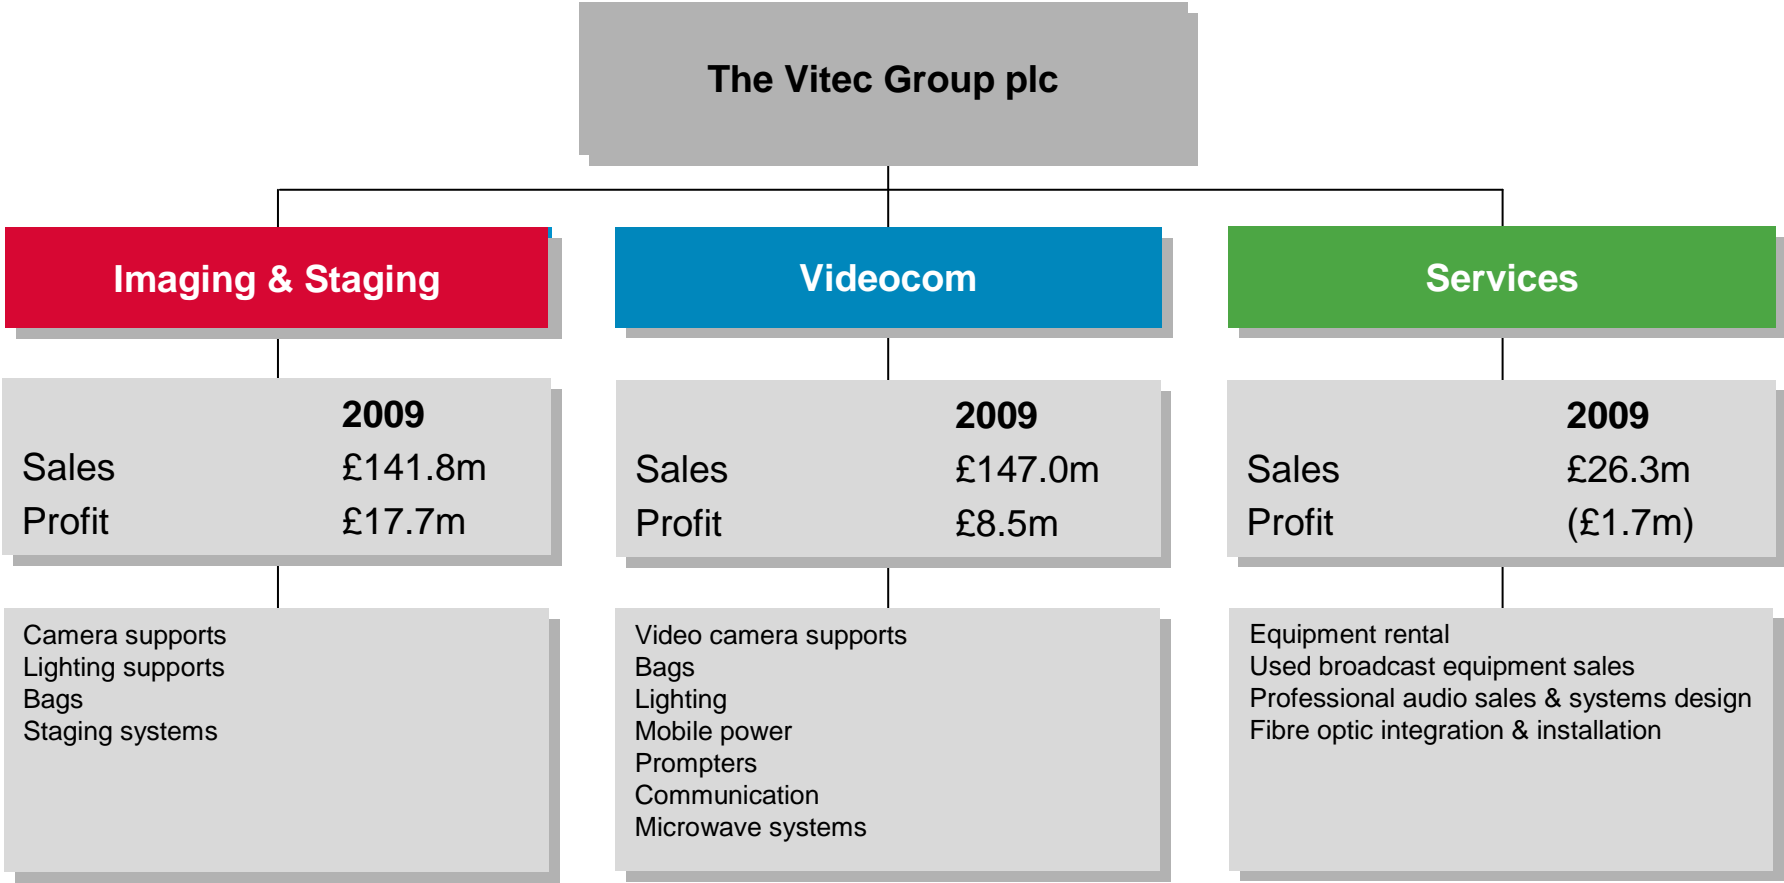 The Vitec Group plc
Imaging & Staging
2009
Sales £141.8m
Profit £17.7m
Camera supports
Lighting supports
Bags
Staging systems
Videocom
2009
Sales £147.0m
Profit £8.5m
Video camera supports
Bags
Lighting
Mobile power
Prompters
Communication
Microwave systems
Services
2009
Sales £26.3m
Profit (£1.7m)
Equipment rental
Used broadcast equipment sales
Professional audio sales & systems design
Fibre optic integration & installation